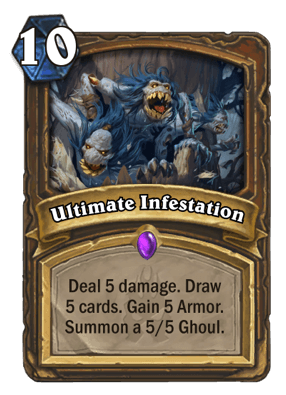 10
Ultimate Infestation
Deal 5 damage. Draw
5 cards. Gain 5 Armor.
Summon a 5/5 Ghoul.